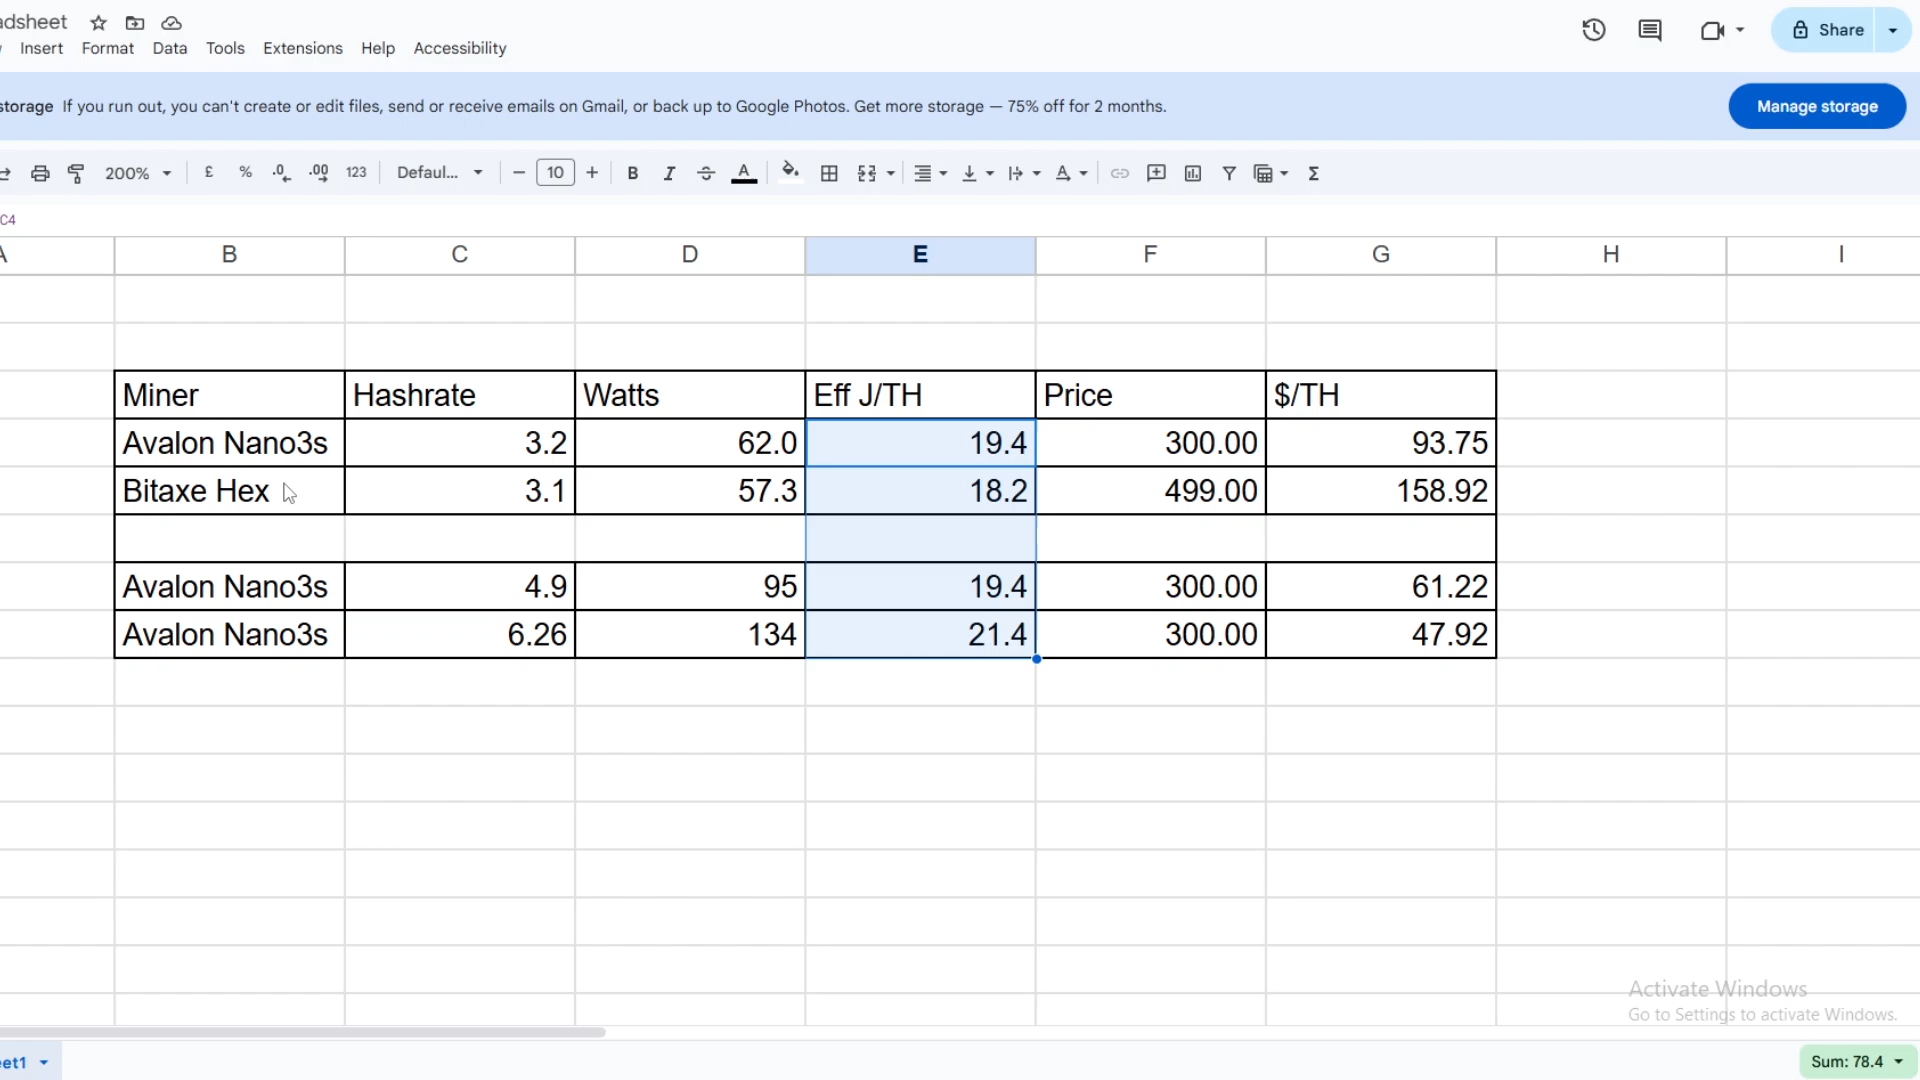 adsheet
Insert Format Data Tools Extensions Help Accessibility
Share
storage If you run out, you can't create or edit files, send or receive emails on Gmail, or back up to Google Photos. Get more storage — 75% off for 2 months.
Manage storage
200% £ % .0 .00 123 Defaul... − 10 + B I S A Σ
C4
A B C D E F G H I
Miner Hashrate Watts Eff J/TH Price $/TH
Avalon Nano3s 3.2 62.0 19.4 300.00 93.75
Bitaxe Hex 3.1 57.3 18.2 499.00 158.92
Avalon Nano3s 4.9 95 19.4 300.00 61.22
Avalon Nano3s 6.26 134 21.4 300.00 47.92
Activate Windows
Go to Settings to activate Windows.
eet1
Sum: 78.4